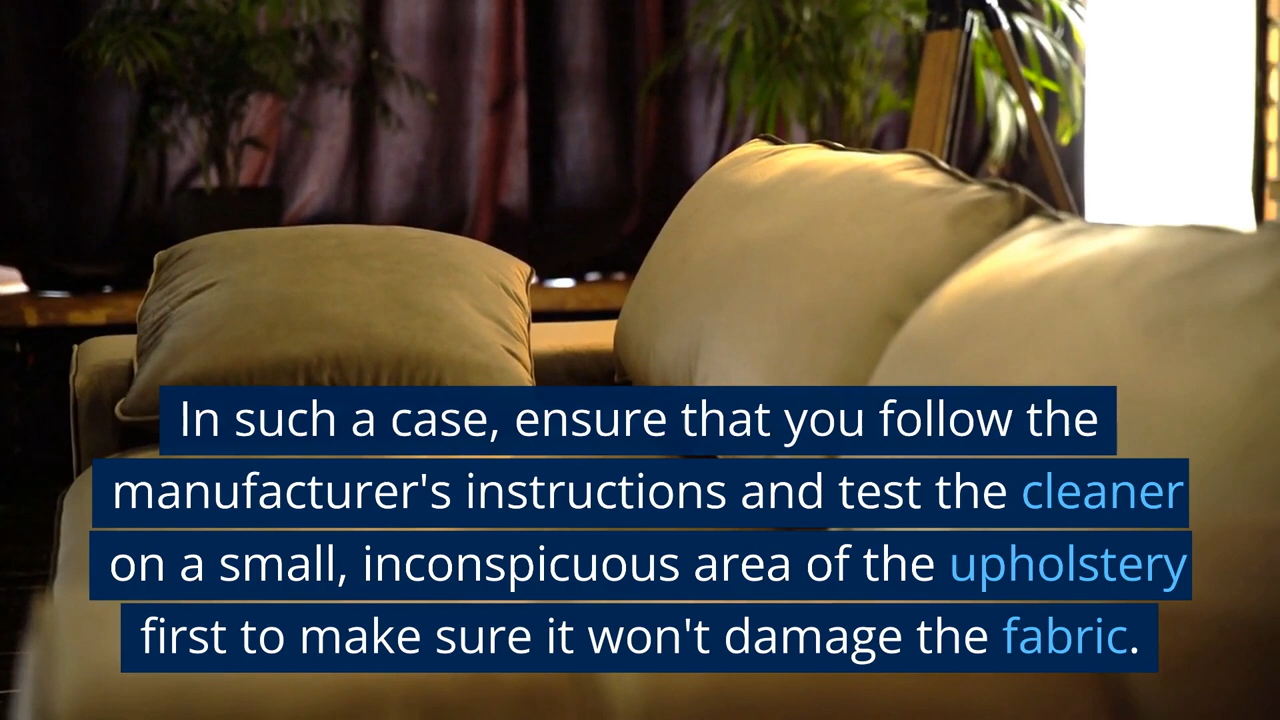 In such a case, ensure that you follow the
manufacturer's instructions and test the cleaner
on a small, inconspicuous area of the upholstery
first to make sure it won't damage the fabric.